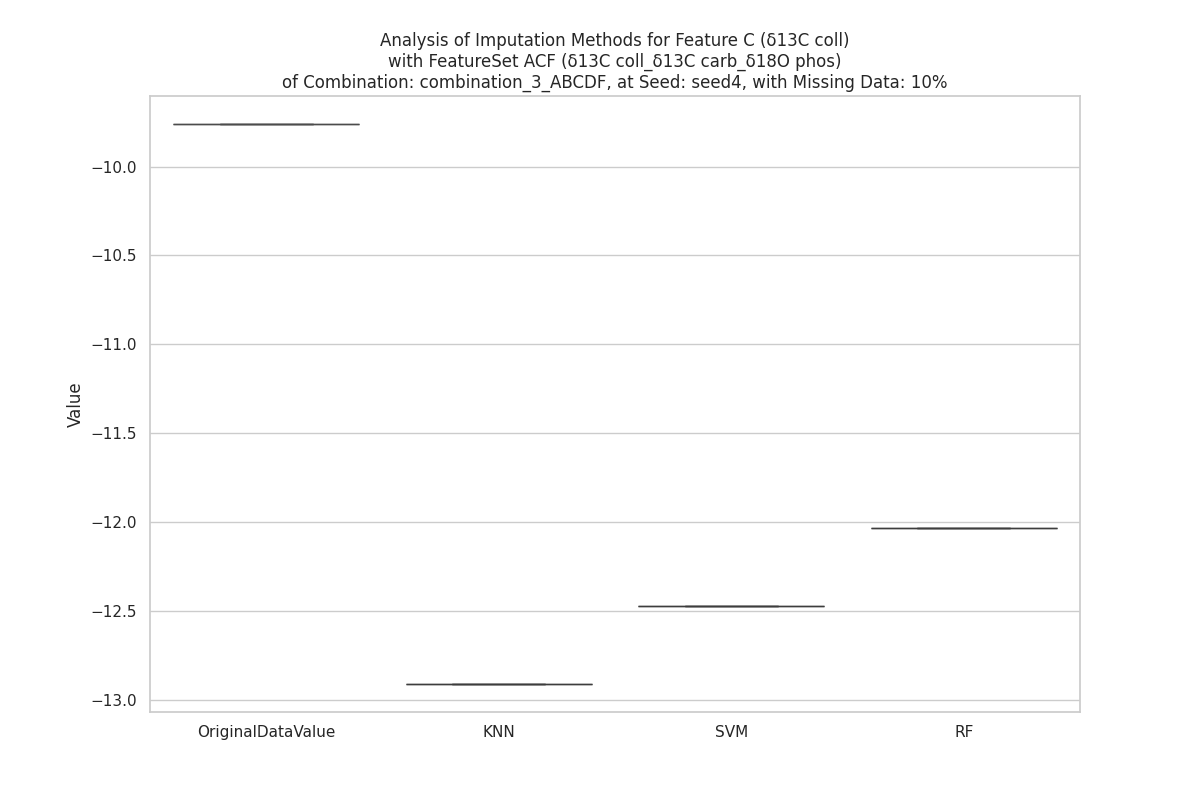 Analysis of Imputation Methods for Feature C (δ13C coll)
with FeatureSet ACF (δ13C coll_δ13C carb_δ18O phos)
of Combination: combination_3_ABCDF, at Seed: seed4, with Missing Data: 10%
Value
−10.0
−10.5
−11.0
−11.5
−12.0
−12.5
−13.0
OriginalDataValue KNN SVM RF